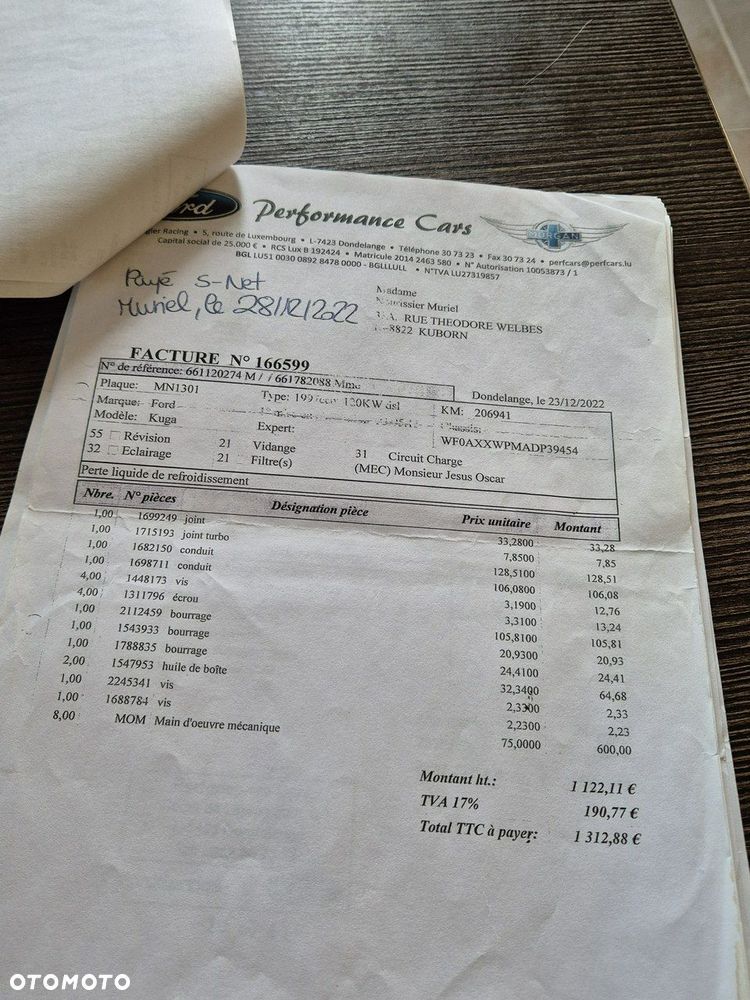 Ford
Performance Cars
MORGAN
Racing • 5, route de Luxembourg • L-7423 Dondelange • Téléphone 30 73 23 • Fax 30 73 24 • perfcars@perfcars.lu
Capital social de 25.000 € • RCS Lux B 192424 • Matricule 2014 2463 580 • N° Autorisation 10053873 / 1
BGL LU51 0030 0892 8478 0000 - BGLLLULL • N°TVA LU27319857
Payé S-Net
Muriel, le 28/12/2022
Madame
Muriel
RUE THEODORE WELBES
8822 KUBORN
FACTURE N° 166599
N° de référence: 661120274 M / / 661782088 Mme
Dondelange, le 23/12/2022
Plaque: MN1301 Type: 120KW dsl KM: 206941
Marque: Ford Chassis:
Modèle: Kuga Expert: WF0AXXWPMADP39454
55 Révision 21 Vidange 31 Circuit Charge
32 Eclairage 21 Filtre(s) (MEC) Monsieur Jesus Oscar
Perte liquide de refroidissement
Nbre. N° pièces Désignation pièce Prix unitaire Montant
1,00 1699249 joint 33,2800 33,28
1,00 1715193 joint turbo 7,8500 7,85
1,00 1682150 conduit 128,5100 128,51
1,00 1698711 conduit 106,0800 106,08
4,00 1448173 vis 3,1900 12,76
4,00 1311796 écrou 3,3100 13,24
1,00 2112459 bourrage 105,8100 105,81
1,00 1543933 bourrage 20,9300 20,93
1,00 1788835 bourrage 24,4100 24,41
2,00 1547953 huile de boîte 32,3400 64,68
1,00 2245341 vis 2,3300 2,33
1,00 1688784 vis 2,2300 2,23
8,00 MOM Main d'oeuvre mécanique 75,0000 600,00
Montant ht.: 1 122,11 €
TVA 17% 190,77 €
Total TTC à payer: 1 312,88 €
OTOMOTO